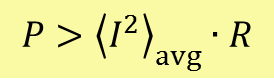 P > ⟨I²⟩avg · R